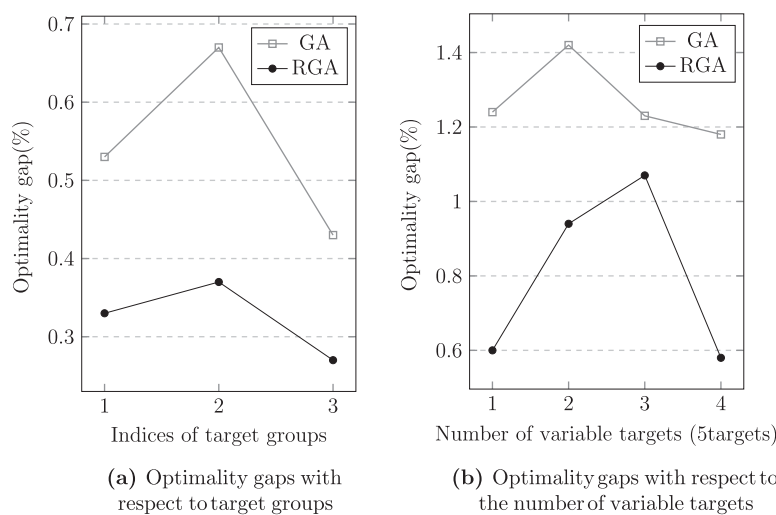 0.7
0.6
0.5
0.4
0.3
Optimality gap(%)
GA
RGA
1 2 3
Indices of target groups
(a) Optimality gaps with
respect to target groups
1.4
1.2
1
0.8
0.6
Optimality gap(%)
GA
RGA
1 2 3 4
Number of variable targets (5targets)
(b) Optimality gaps with respect to
the number of variable targets